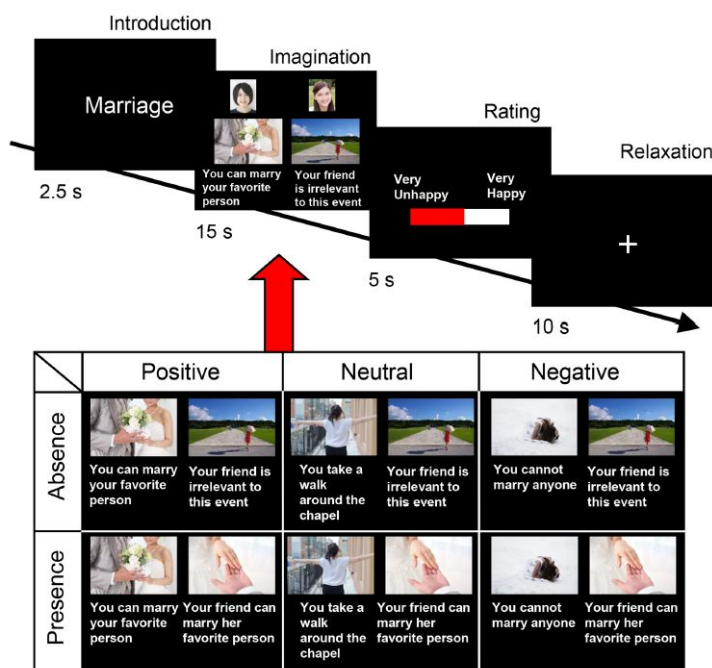 Introduction
Imagination
Rating
Relaxation
Marriage
You can marry
your favorite
person
Your friend
is irrelevant
to this event
Very
Unhappy
Very
Happy
+
2.5 s
15 s
5 s
10 s
Positive
Neutral
Negative
Absence
You can marry
your favorite
person
Your friend is
irrelevant to
this event
You take a
walk
around the
chapel
Your friend is
irrelevant to
this event
You cannot
marry anyone
Your friend is
irrelevant to
this event
Presence
You can marry
your favorite
person
Your friend can
marry her
favorite person
You take a
walk
around the
chapel
Your friend can
marry her
favorite person
You cannot
marry anyone
Your friend can
marry her
favorite person